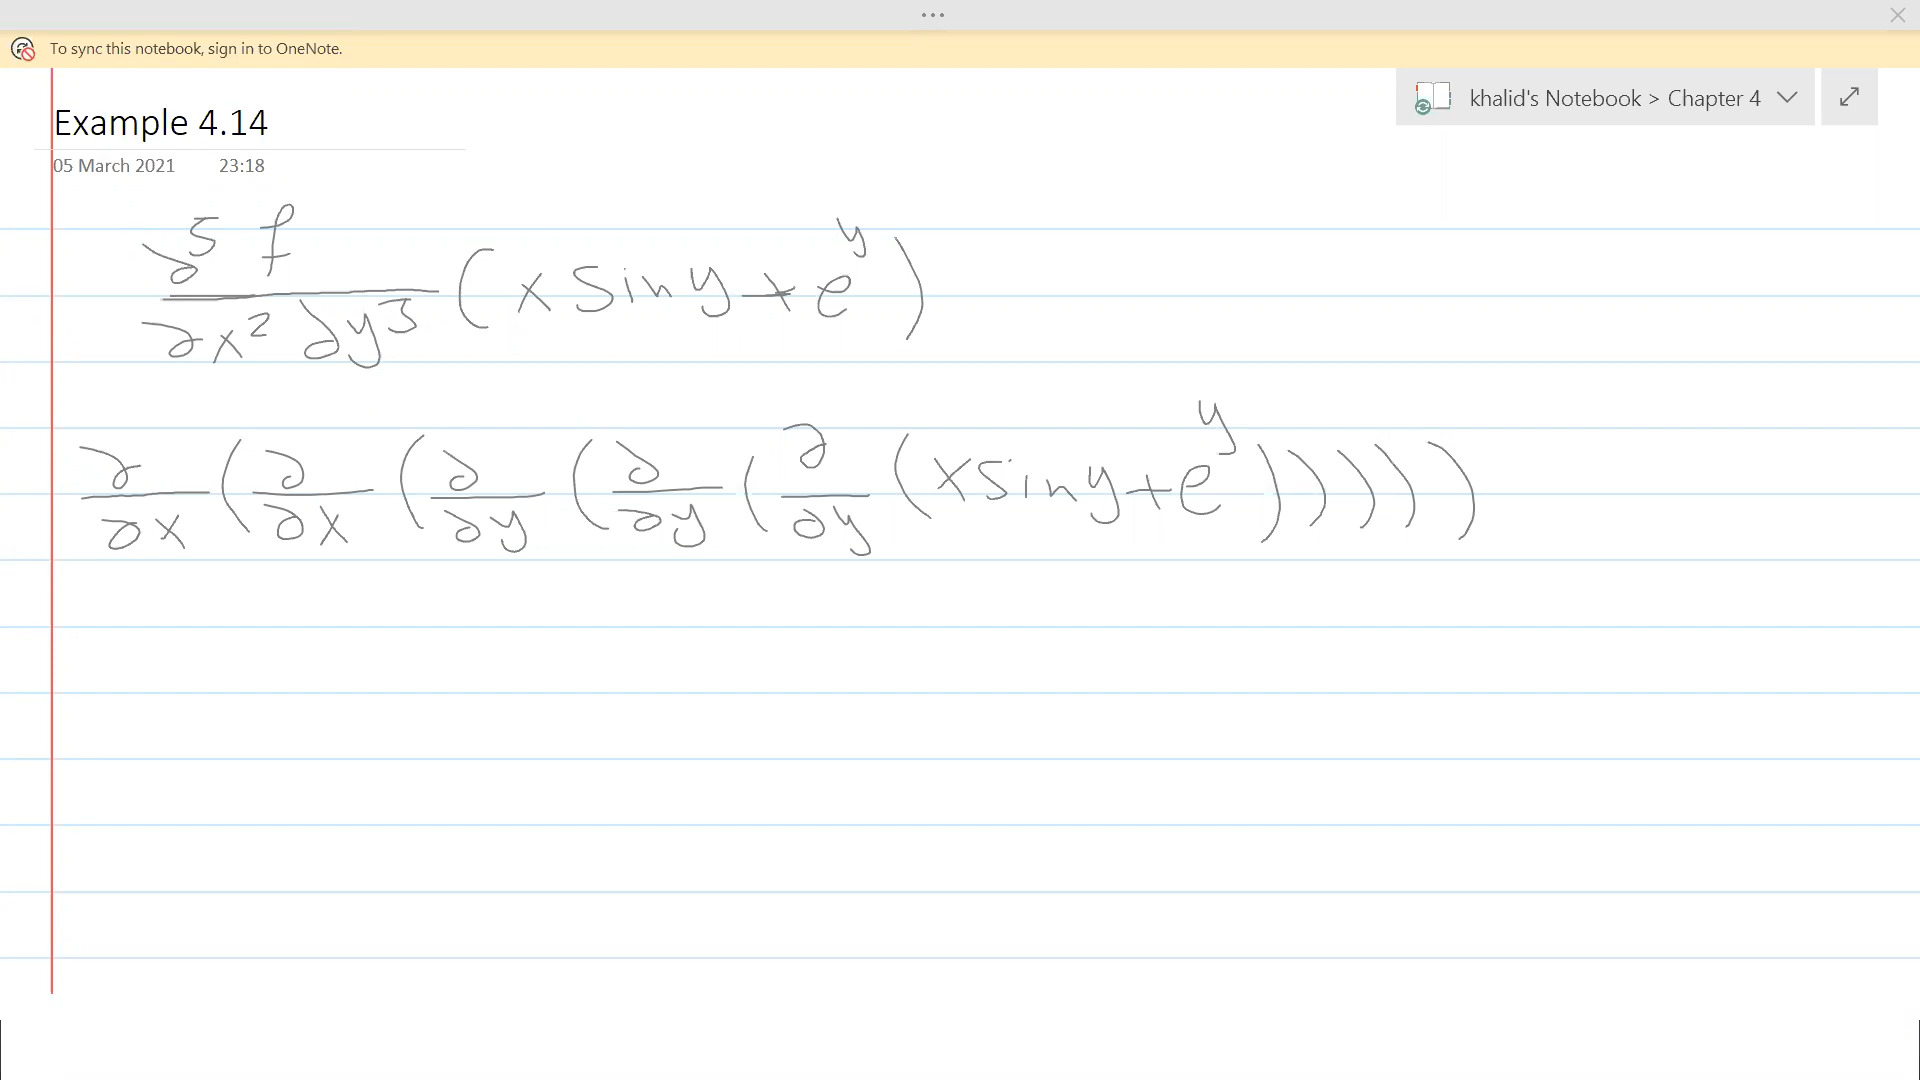 To sync this notebook, sign in to OneNote.
khalid's Notebook > Chapter 4
Example 4.14
05 March 2021 23:18
∂⁵f/∂x²∂y³ (x sin y + e^y)
∂/∂x (∂/∂x (∂/∂y (∂/∂y (∂/∂y (x sin y + e^y)))))